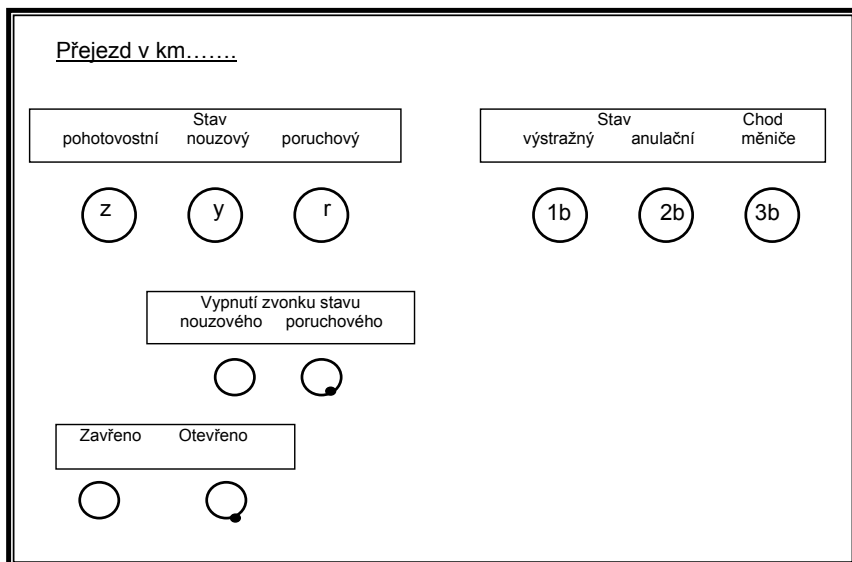 Přejezd v km…….
Stav
pohotovostní nouzový poruchový
Stav Chod
výstražný anulační měniče
z y r
1b 2b 3b
Vypnutí zvonku stavu
nouzového poruchového
Zavřeno Otevřeno